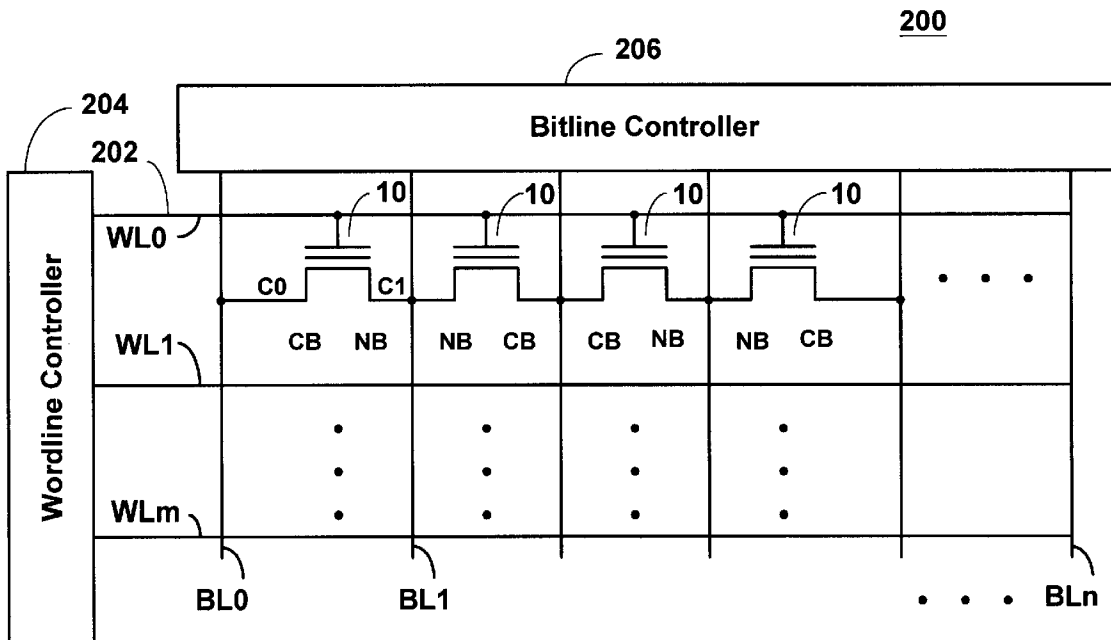 200
206
204
Bitline Controller
202
10 10 10 10
WL0
C0 C1
CB NB NB CB CB NB NB CB
WL1
Wordline Controller
WLm
BL0 BL1 BLn